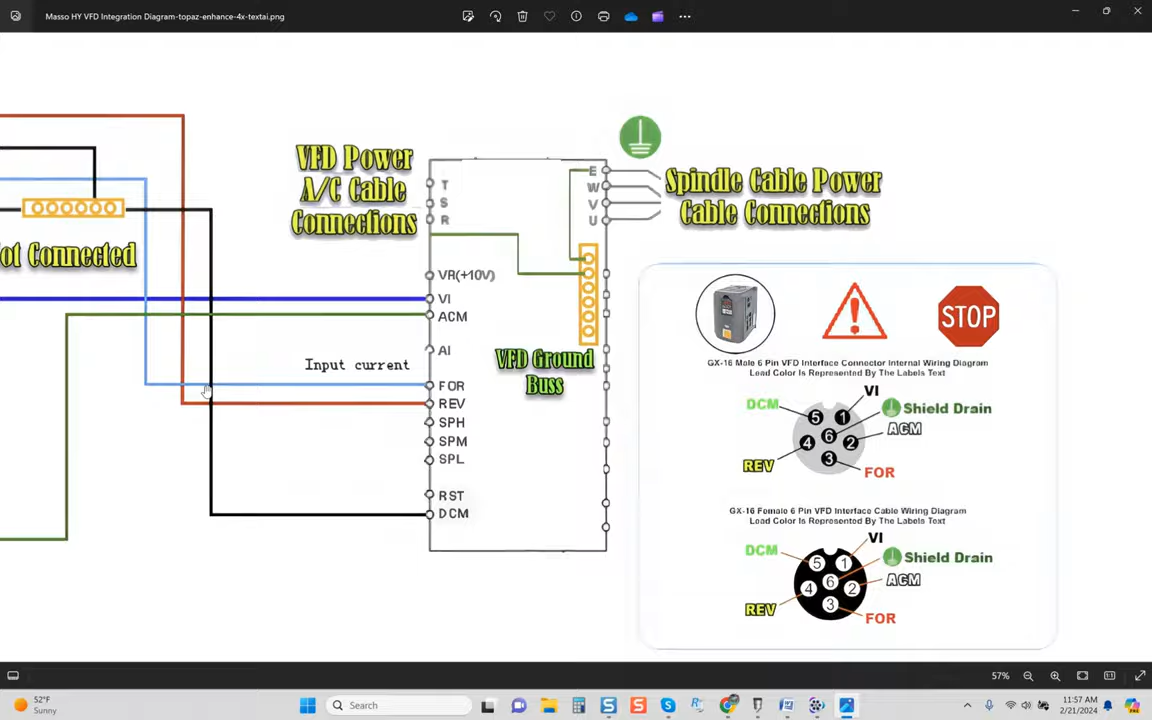 Masso HY VFD Integration Diagram-topaz-enhance-4x-textai.png
VFD Power
A/C Cable
Connections
T
S
R
E
W
V
U
Spindle Cable Power
Cable Connections
ot Connected
VR(+10V)
VI
ACM
AI
Input current
FOR
REV
SPH
SPM
SPL
RST
DCM
VFD Ground
Buss
STOP
GX-16 Male 6 Pin VFD Interface Connector Internal Wiring Diagram
Lead Color Is Represented By The Labels Text
VI
DCM
Shield Drain
ACM
REV
FOR
5 1
6
4 2
3
GX-16 Female 6 Pin VFD Interface Cable Wiring Diagram
Lead Color Is Represented By The Labels Text
VI
DCM
Shield Drain
ACM
REV
FOR
5 1
6
4 2
3
57%
52°F
Sunny
Search
11:57 AM
2/21/2024